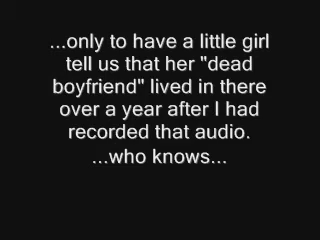 ...only to have a little girl
tell us that her "dead
boyfriend" lived in there
over a year after I had
recorded that audio.
...who knows...